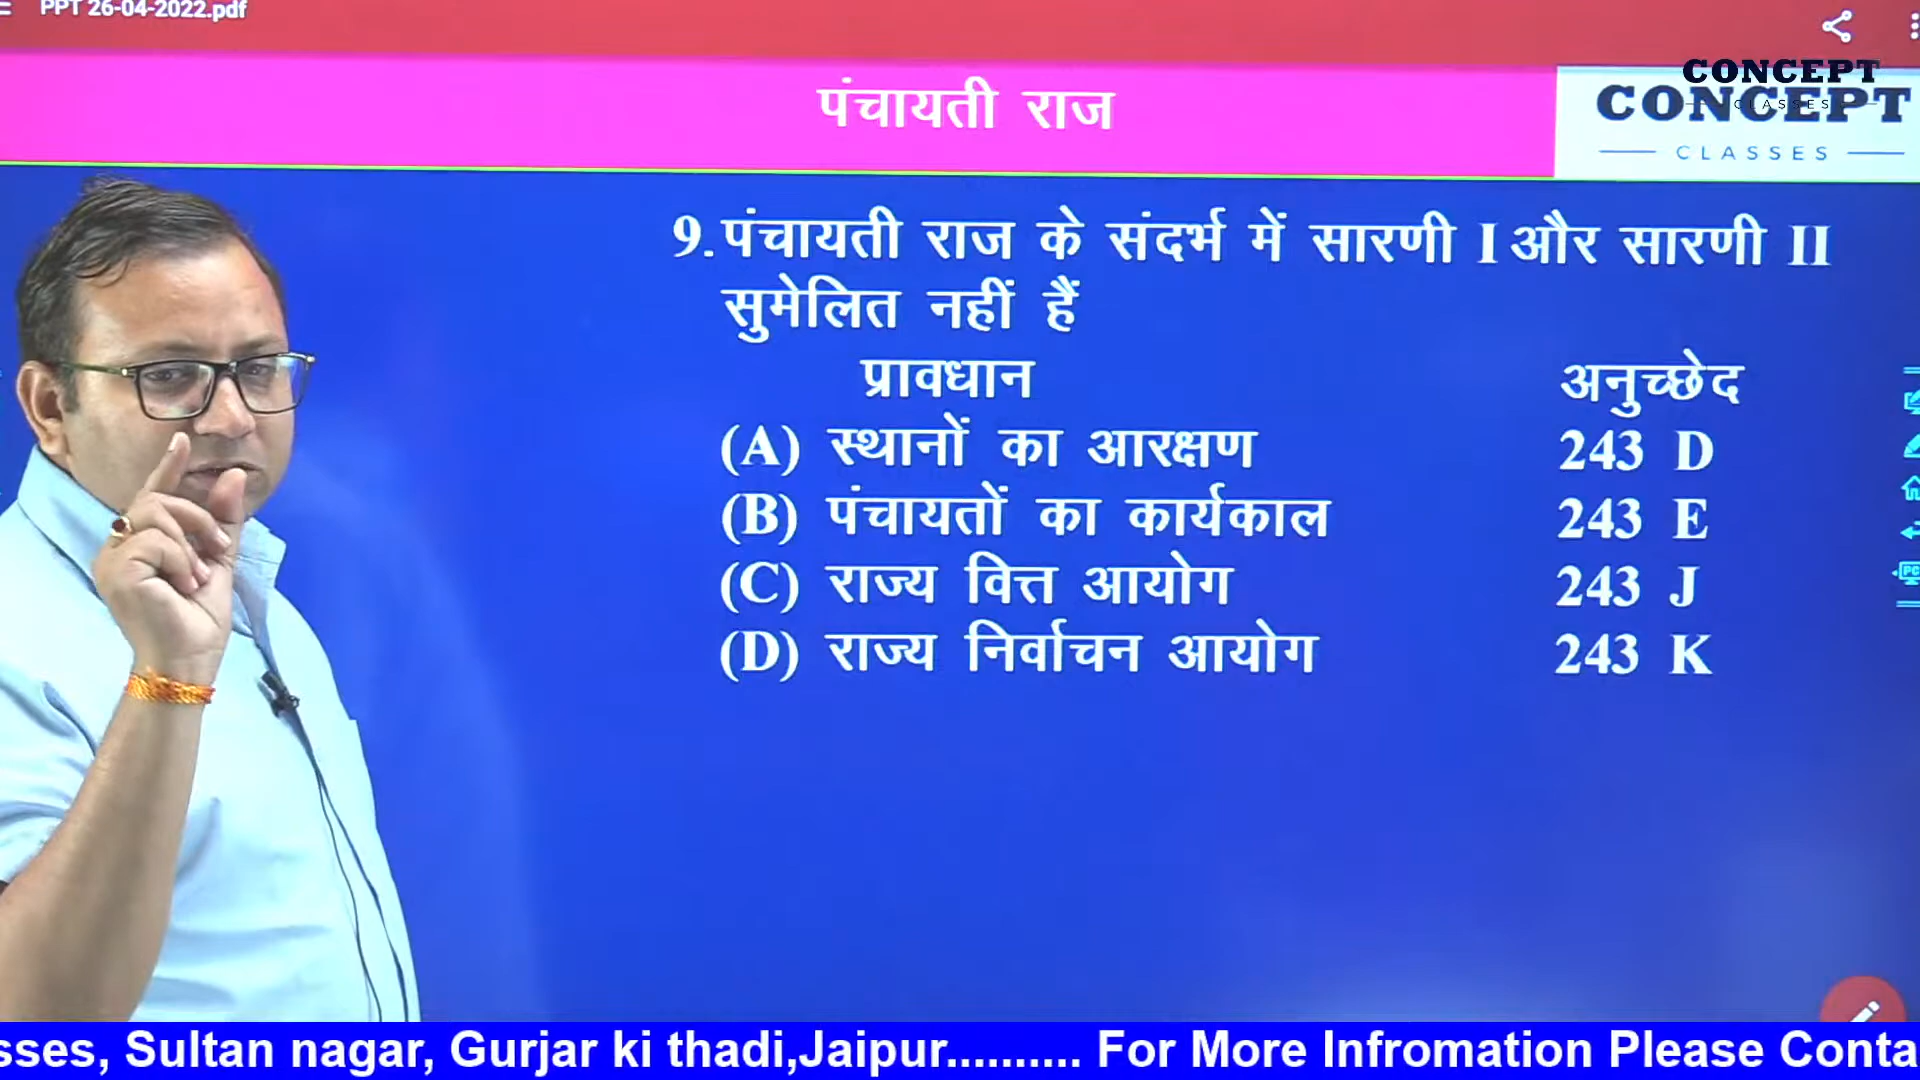 PPT 26-04-2022.pdf
पंचायती राज
CONCEPT
CLASSES
CONCEPT
CLASSES
9. पंचायती राज के संदर्भ में सारणी I और सारणी II
सुमेलित नहीं हैं
प्रावधान अनुच्छेद
(A) स्थानों का आरक्षण 243 D
(B) पंचायतों का कार्यकाल 243 E
(C) राज्य वित्त आयोग 243 J
(D) राज्य निर्वाचन आयोग 243 K
PC
sses, Sultan nagar, Gurjar ki thadi,Jaipur.......... For More Infromation Please Conta